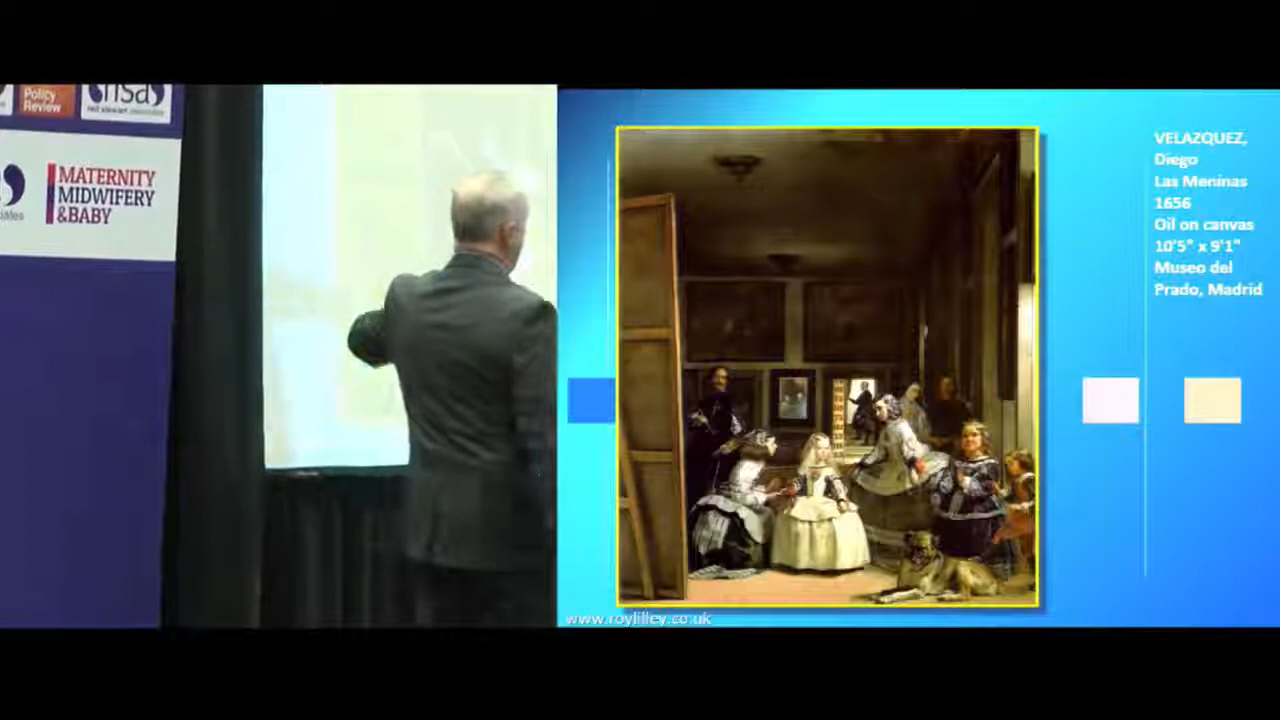 Policy
Review
nsa
MATERNITY
MIDWIFERY
&BABY
VELAZQUEZ,
Diego
Las Meninas
1656
Oil on canvas
10'5" x 9'1"
Museo del
Prado, Madrid
www.roylilley.co.uk